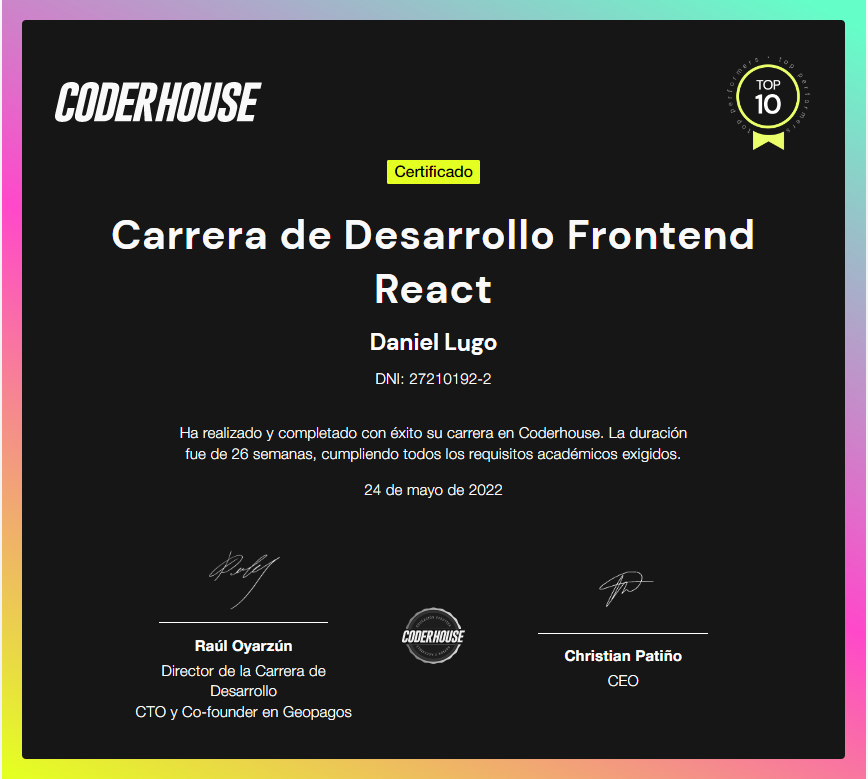 CODERHOUSE
top performers • top performers
TOP
10
Certificado
Carrera de Desarrollo Frontend
React
Daniel Lugo
DNI: 27210192-2
Ha realizado y completado con éxito su carrera en Coderhouse. La duración
fue de 26 semanas, cumpliendo todos los requisitos académicos exigidos.
24 de mayo de 2022
Raúl Oyarzún
Director de la Carrera de
Desarrollo
CTO y Co-founder en Geopagos
CODERHOUSE
Christian Patiño
CEO